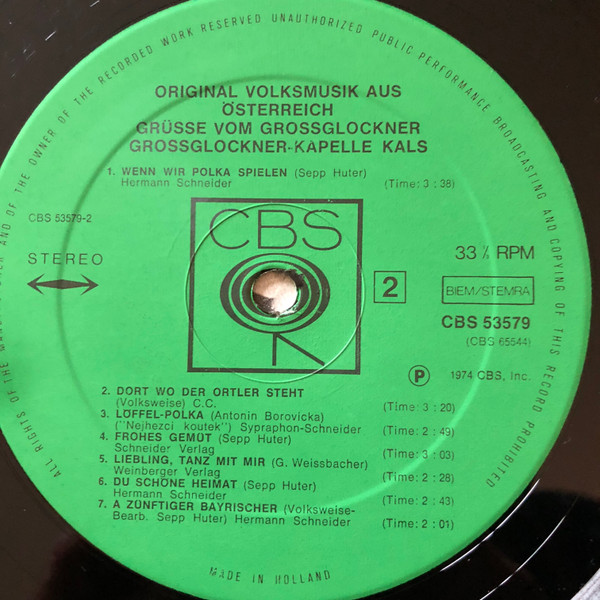 ALL RIGHTS OF THE
AND OF THE OWNER OF THE RECORDED WORK RESERVED UNAUTHORIZED PUBLIC PERFORMANCE BROADCASTING AND COPYING OF THIS RECORD PROHIBITED
ORIGINAL VOLKSMUSIK AUS
ÖSTERREICH
GRÜSSE VOM GROSSGLOCKNER
GROSSGLOCKNER-KAPELLE KALS
1. WENN WIR POLKA SPIELEN (Sepp Huter)
Hermann Schneider (Time: 3 : 38)
CBS 53579-2
STEREO
CBS
33 ⅓ RPM
2
BIEM/STEMRA
CBS 53579
(CBS 65544)
P 1974 CBS, Inc.
2. DORT WO DER ORTLER STEHT
(Volksweise) C.C. (Time: 3 : 20)
3. LÖFFEL-POLKA (Antonin Borovicka)
("Nejhezci koutek") Sypraphon-Schneider (Time: 2 : 49)
4. FROHES GEMÜT (Sepp Huter)
Schneider Verlag (Time: 3 : 03)
5. LIEBLING, TANZ MIT MIR (G. Weissbacher)
Weinberger Verlag (Time: 2 : 28)
6. DU SCHÖNE HEIMAT (Sepp Huter)
Hermann Schneider (Time: 2 : 43)
7. A ZÜNFTIGER BAYRISCHER (Volksweise-
Bearb. Sepp Huter) Hermann Schneider (Time: 2 : 01)
MADE IN HOLLAND